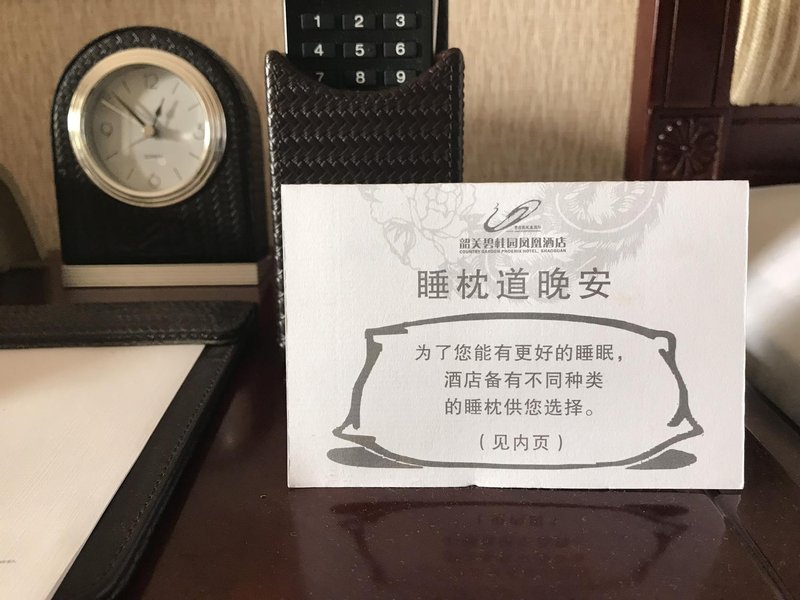 1 2 3
4 5 6
7 8 9
韶关碧桂园凤凰酒店
COUNTRY GARDEN PHOENIX HOTEL, SHAOGUAN
睡枕道晚安
为了您能有更好的睡眠，
酒店备有不同种类
的睡枕供您选择。
（见内页）